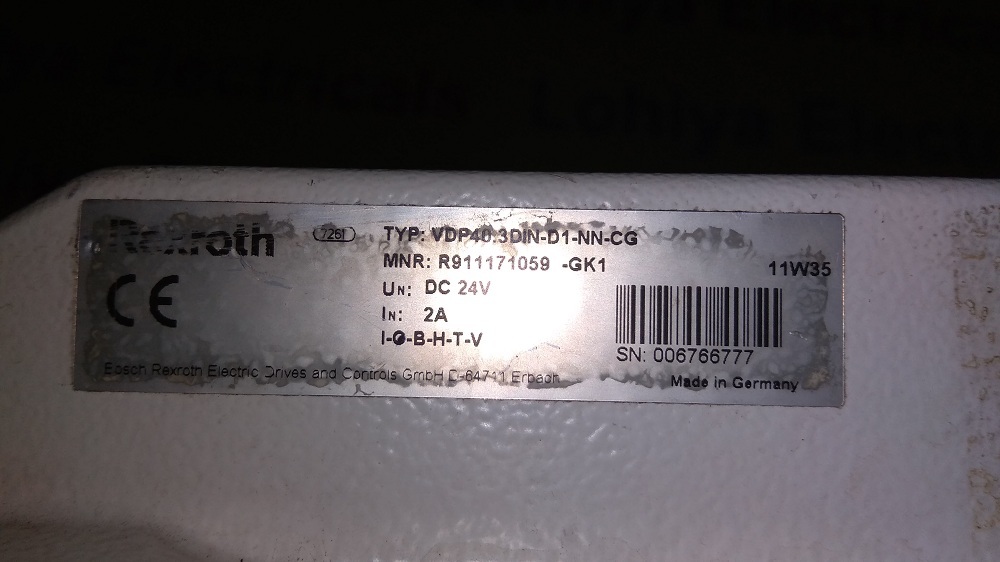 Rexroth
7261
TYP: VDP40.3DIN-D1-NN-CG
MNR: R911171059 -GK1
11W35
UN: DC 24V
IN: 2A
I-O-B-H-T-V
CE
SN: 006766777
Bosch Rexroth Electric Drives and Controls GmbH D-64711 Erbach
Made in Germany